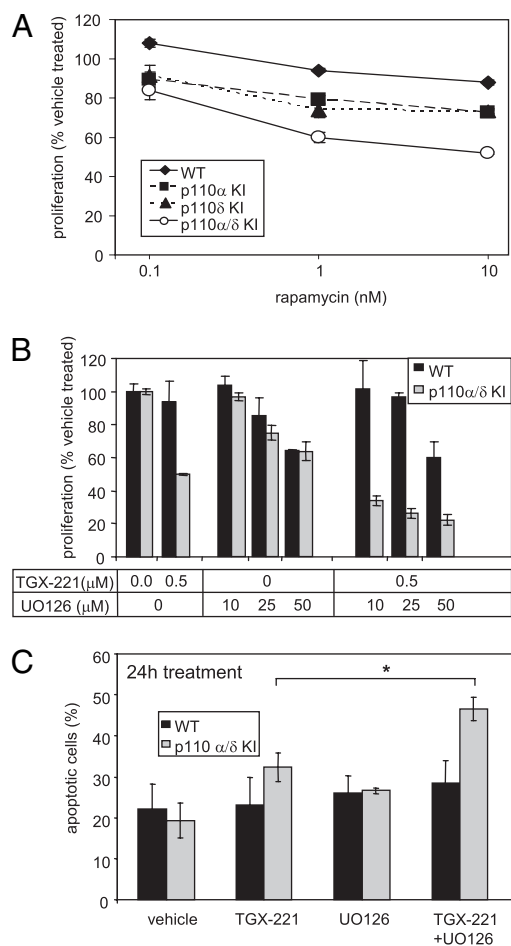 A
proliferation (% vehicle treated)
120
100
80
60
40
20
0
WT
p110α KI
p110δ KI
p110α/δ KI
0.1
1
10
rapamycin (nM)
B
proliferation (% vehicle treated)
120
100
80
60
40
20
0
WT
p110α/δ KI
TGX-221(μM) 0.0 0.5 0 0.5
UO126 (μM) 0 10 25 50 10 25 50
C
apoptotic cells (%)
60
50
40
30
20
10
0
24h treatment
*
WT
p110 α/δ KI
vehicle
TGX-221
UO126
TGX-221
+UO126